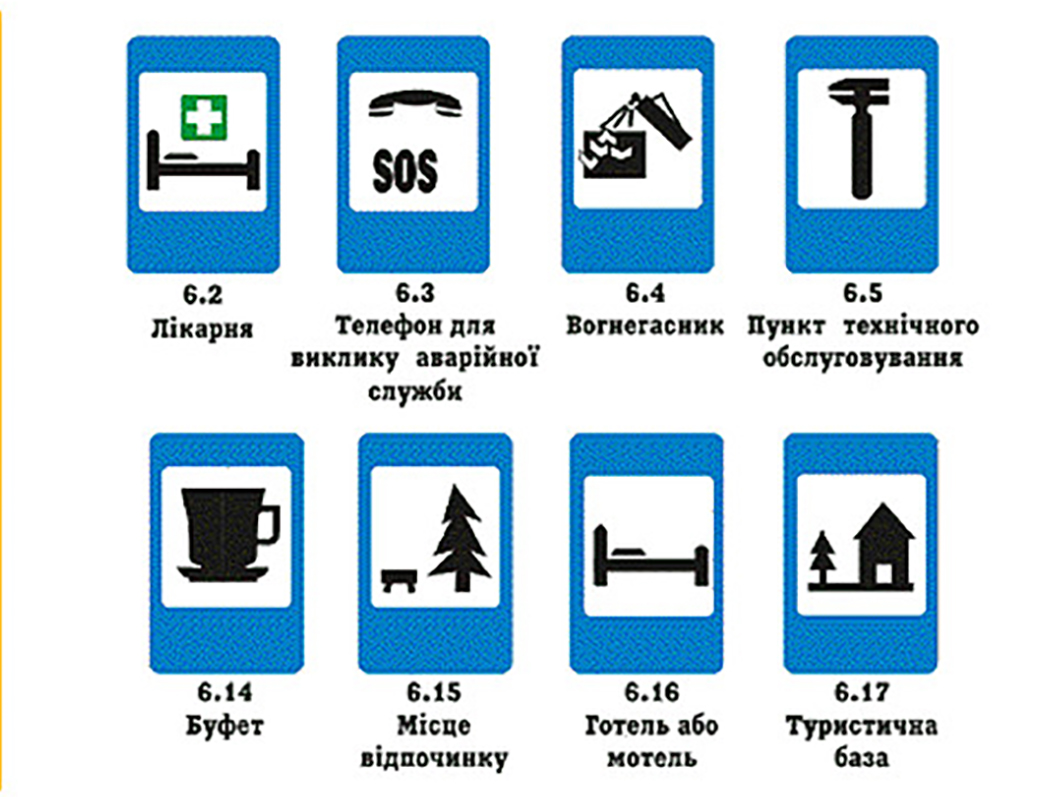 SOS
6.2
Лікарня
6.3
Телефон для
виклику аварійної
служби
6.4
Вогнегасник
6.5
Пункт технічного
обслуговування
6.14
Буфет
6.15
Місце
відпочинку
6.16
Готель або
мотель
6.17
Туристична
база